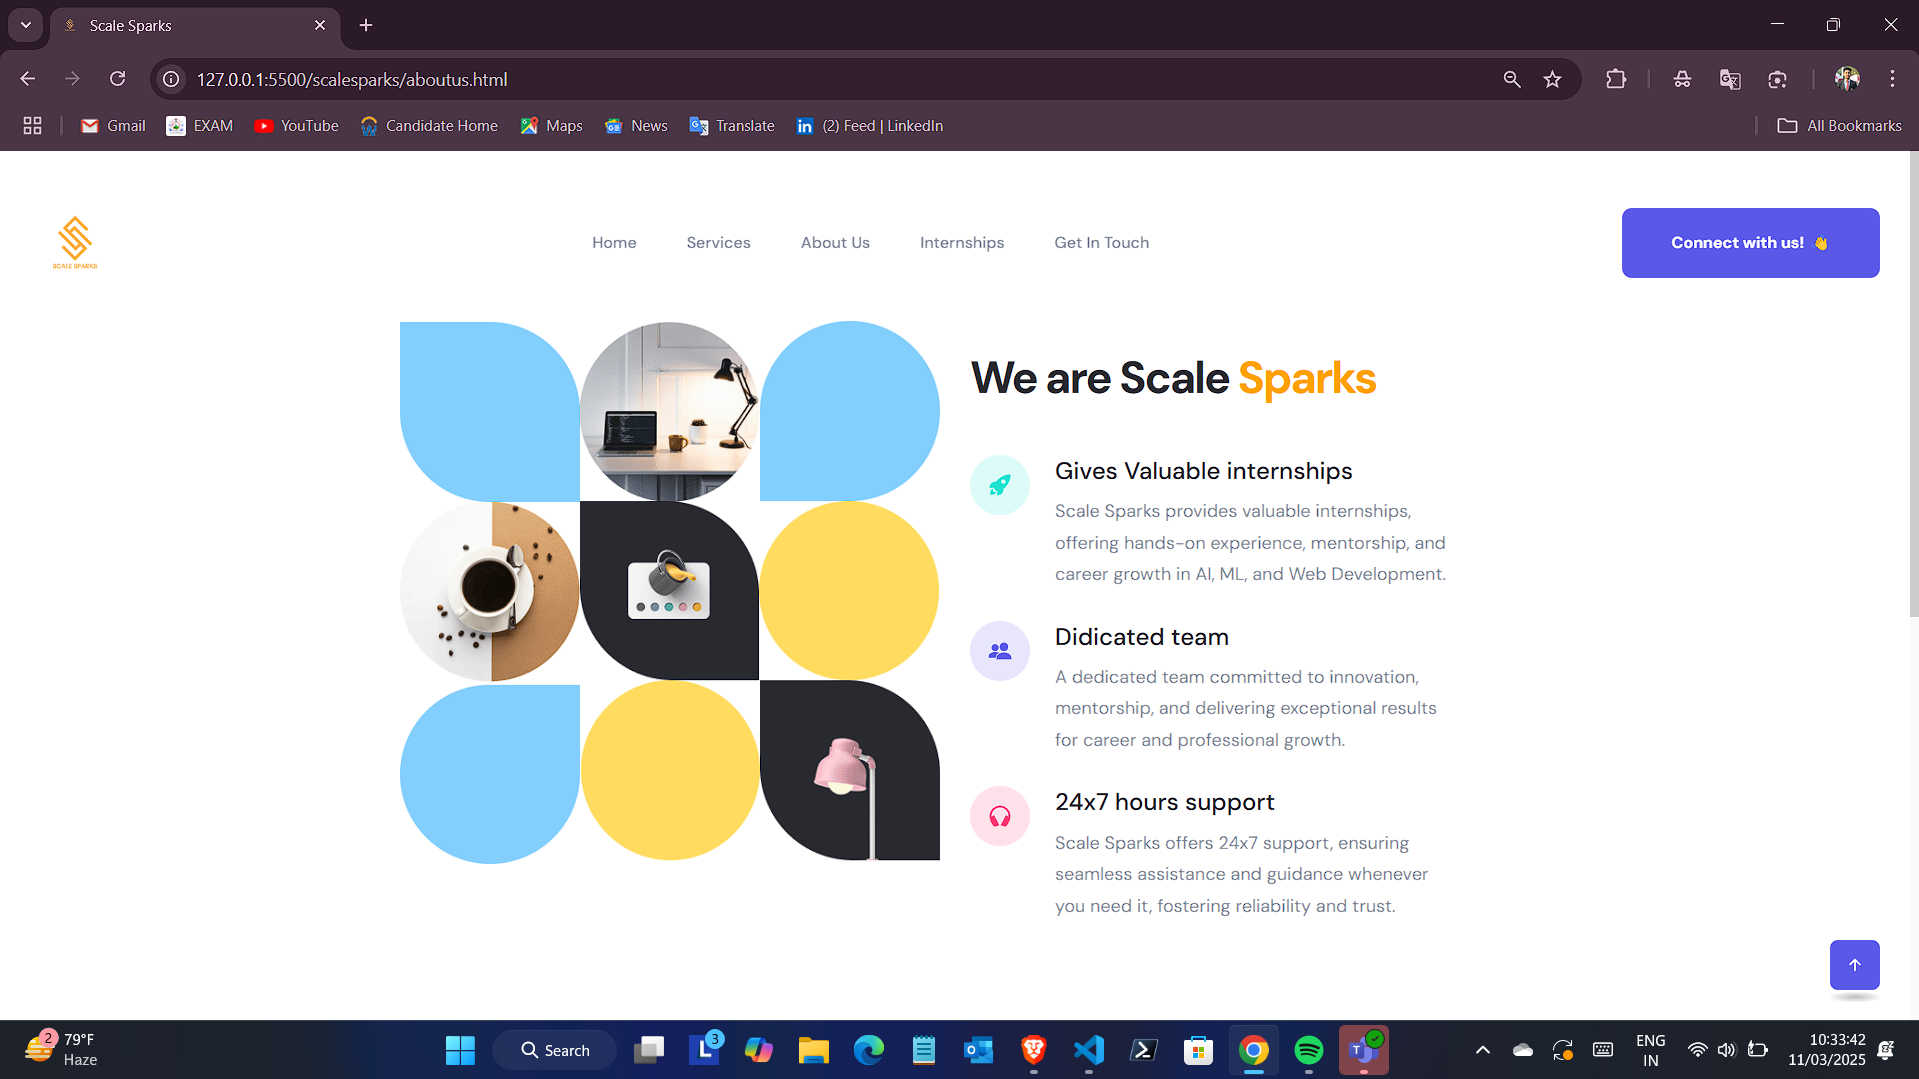 Scale Sparks
127.0.0.1:5500/scalesparks/aboutus.html
Gmail
EXAM
YouTube
Candidate Home
Maps
News
Translate
(2) Feed | LinkedIn
All Bookmarks
SCALE SPARKS
Home
Services
About Us
Internships
Get In Touch
Connect with us! 👋
We are Scale Sparks
Gives Valuable internships
Scale Sparks provides valuable internships,
offering hands-on experience, mentorship, and
career growth in AI, ML, and Web Development.
Didicated team
A dedicated team committed to innovation,
mentorship, and delivering exceptional results
for career and professional growth.
24x7 hours support
Scale Sparks offers 24x7 support, ensuring
seamless assistance and guidance whenever
you need it, fostering reliability and trust.
2
79°F
Haze
Search
L
3
ENG
IN
10:33:42
11/03/2025